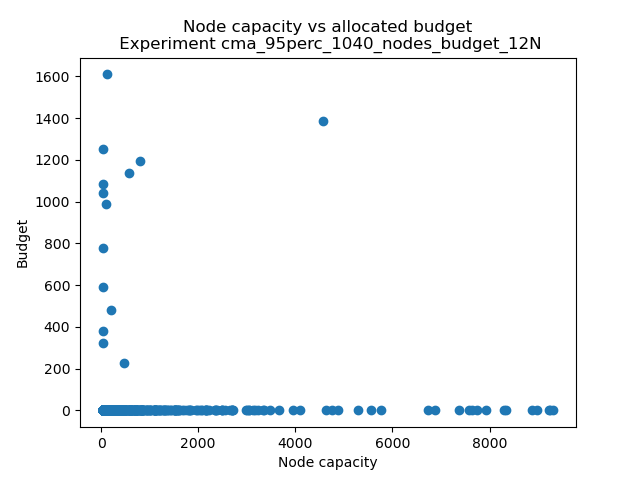 Node capacity vs allocated budget
Experiment cma_95perc_1040_nodes_budget_12N
Budget
1600
1400
1200
1000
800
600
400
200
0
0 2000 4000 6000 8000
Node capacity